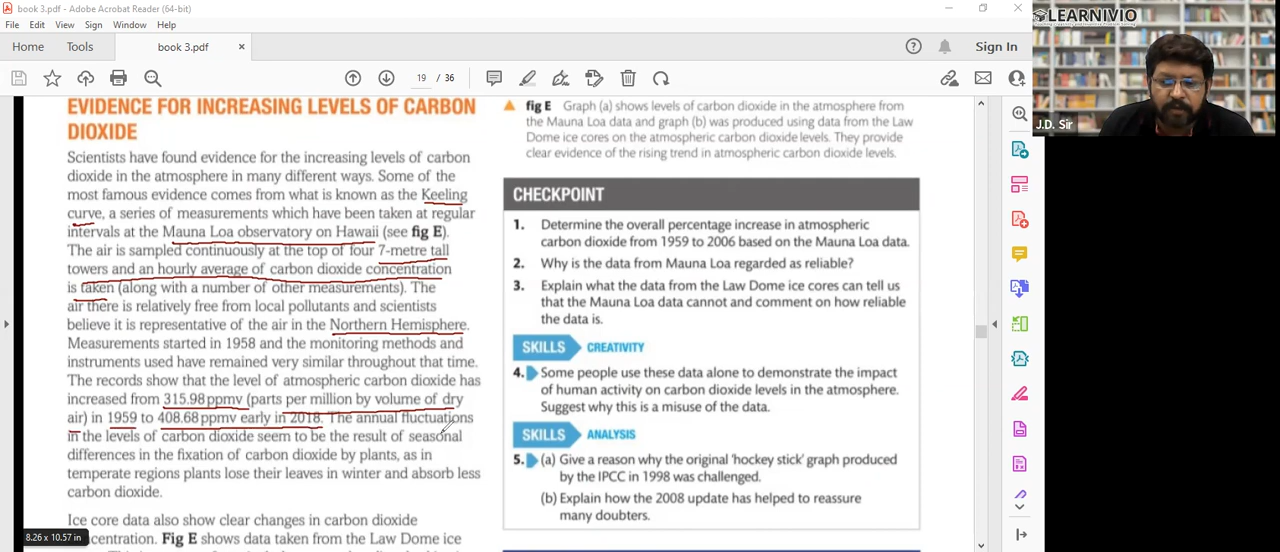 book 3.pdf - Adobe Acrobat Reader (64-bit)
File Edit View Sign Window Help
Home Tools book 3.pdf × Sign In
19 / 36
LEARNIVIO
J.D. Sir
EVIDENCE FOR INCREASING LEVELS OF CARBON
DIOXIDE
Scientists have found evidence for the increasing levels of carbon
dioxide in the atmosphere in many different ways. Some of the
most famous evidence comes from what is known as the Keeling
curve, a series of measurements which have been taken at regular
intervals at the Mauna Loa observatory on Hawaii (see fig E).
The air is sampled continuously at the top of four 7-metre tall
towers and an hourly average of carbon dioxide concentration
is taken (along with a number of other measurements). The
air there is relatively free from local pollutants and scientists
believe it is representative of the air in the Northern Hemisphere.
Measurements started in 1958 and the monitoring methods and
instruments used have remained very similar throughout that time.
The records show that the level of atmospheric carbon dioxide has
increased from 315.98 ppmv (parts per million by volume of dry
air) in 1959 to 408.68 ppmv early in 2018. The annual fluctuations
in the levels of carbon dioxide seem to be the result of seasonal
differences in the fixation of carbon dioxide by plants, as in
temperate regions plants lose their leaves in winter and absorb less
carbon dioxide.
Ice core data also show clear changes in carbon dioxide
centration. Fig E shows data taken from the Law Dome ice
8.26 x 10.57 in
fig E Graph (a) shows levels of carbon dioxide in the atmosphere from
the Mauna Loa data and graph (b) was produced using data from the Law
Dome ice cores on the atmospheric carbon dioxide levels. They provide
clear evidence of the rising trend in atmospheric carbon dioxide levels.
CHECKPOINT
1. Determine the overall percentage increase in atmospheric
carbon dioxide from 1959 to 2006 based on the Mauna Loa data.
2. Why is the data from Mauna Loa regarded as reliable?
3. Explain what the data from the Law Dome ice cores can tell us
that the Mauna Loa data cannot and comment on how reliable
the data is.
SKILLS CREATIVITY
4. Some people use these data alone to demonstrate the impact
of human activity on carbon dioxide levels in the atmosphere.
Suggest why this is a misuse of the data.
SKILLS ANALYSIS
5. (a) Give a reason why the original 'hockey stick' graph produced
by the IPCC in 1998 was challenged.
(b) Explain how the 2008 update has helped to reassure
many doubters.